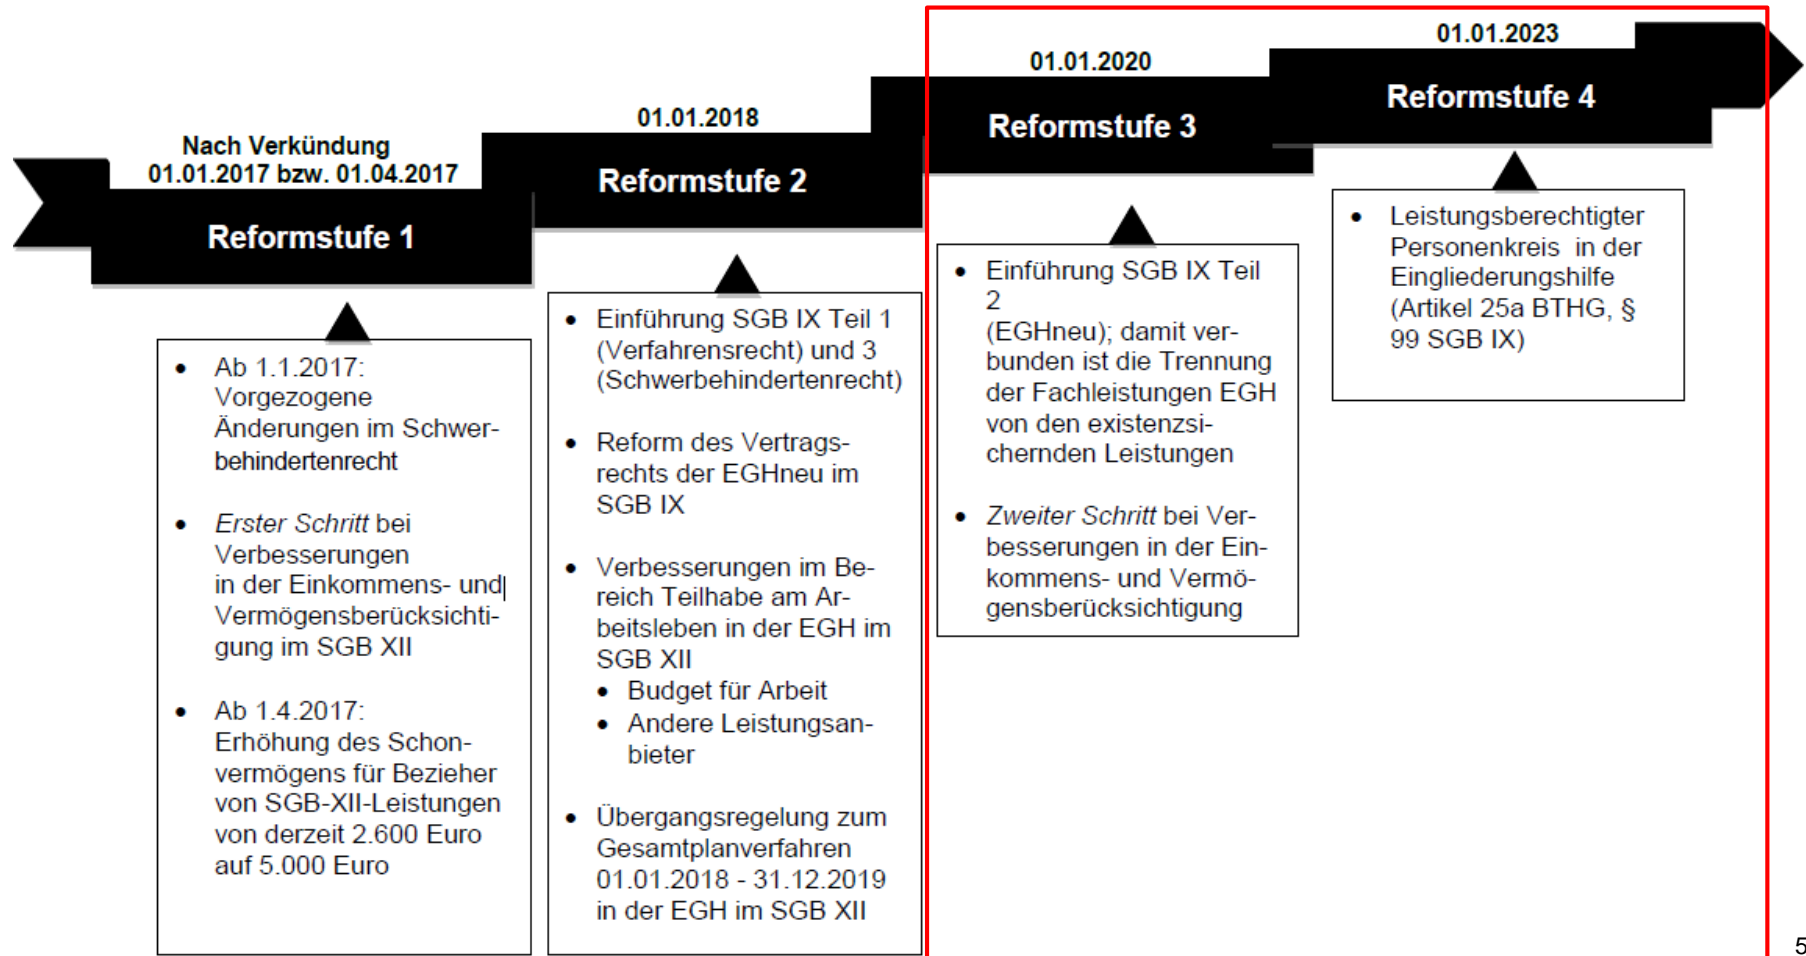 Nach Verkündung
01.01.2017 bzw. 01.04.2017
Reformstufe 1
• Ab 1.1.2017:
Vorgezogene
Änderungen im Schwer-
behindertenrecht
• Erster Schritt bei
Verbesserungen
in der Einkommens- und
Vermögensberücksichti-
gung im SGB XII
• Ab 1.4.2017:
Erhöhung des Schon-
vermögens für Bezieher
von SGB-XII-Leistungen
von derzeit 2.600 Euro
auf 5.000 Euro
01.01.2018
Reformstufe 2
• Einführung SGB IX Teil 1
(Verfahrensrecht) und 3
(Schwerbehindertenrecht)
• Reform des Vertrags-
rechts der EGHneu im
SGB IX
• Verbesserungen im Be-
reich Teilhabe am Ar-
beitsleben in der EGH im
SGB XII
• Budget für Arbeit
• Andere Leistungsan-
bieter
• Übergangsregelung zum
Gesamtplanverfahren
01.01.2018 - 31.12.2019
in der EGH im SGB XII
01.01.2020
Reformstufe 3
• Einführung SGB IX Teil
2
(EGHneu); damit ver-
bunden ist die Trennung
der Fachleistungen EGH
von den existenzsi-
chernden Leistungen
• Zweiter Schritt bei Ver-
besserungen in der Ein-
kommens- und Vermö-
gensberücksichtigung
01.01.2023
Reformstufe 4
• Leistungsberechtigter
Personenkreis in der
Eingliederungshilfe
(Artikel 25a BTHG, §
99 SGB IX)
5